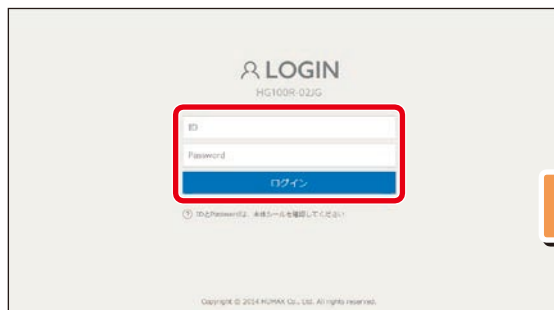 LOGIN
HG100R-02JG
ID
Password
ログイン
IDとPasswordは、本体シールを確認してください
Copyright © 2014 HUMAX Co., Ltd. All rights reserved.